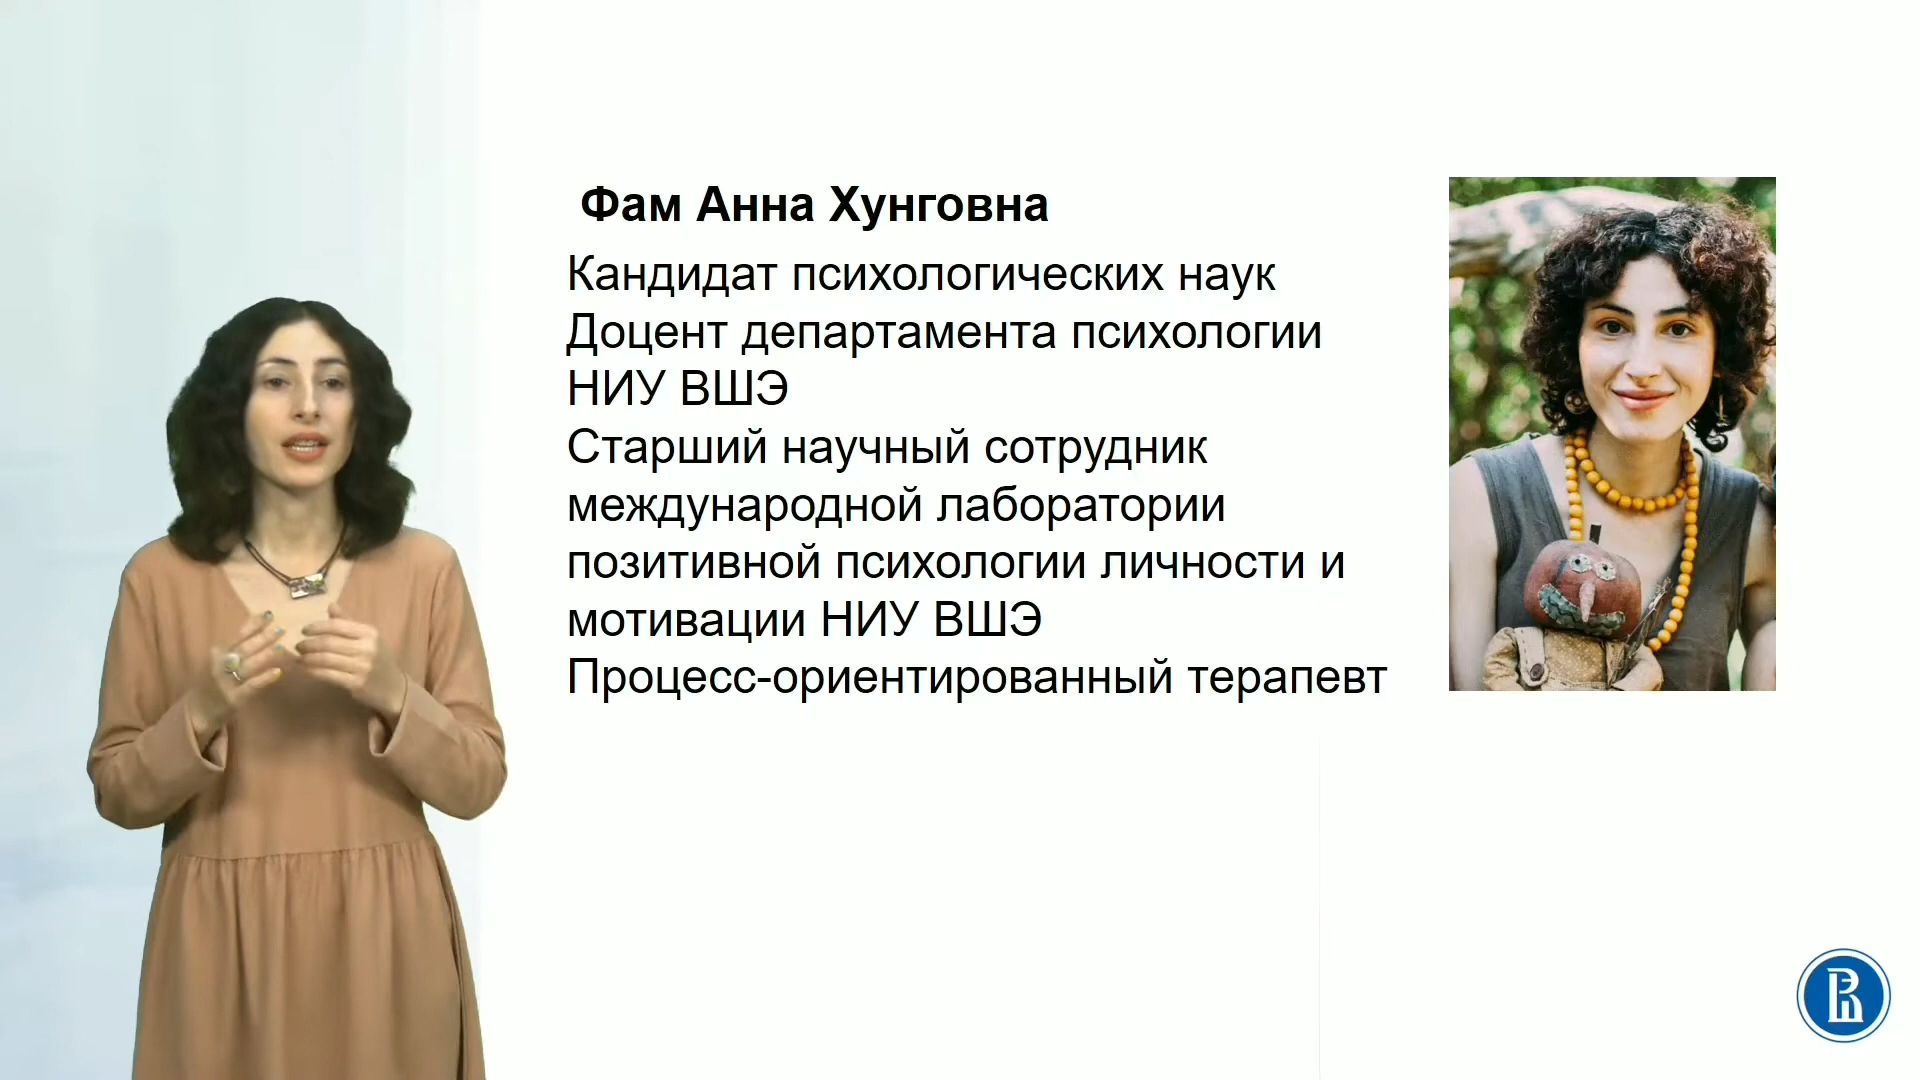 Фам Анна Хунговна
Кандидат психологических наук
Доцент департамента психологии
НИУ ВШЭ
Старший научный сотрудник
международной лаборатории
позитивной психологии личности и
мотивации НИУ ВШЭ
Процесс-ориентированный терапевт